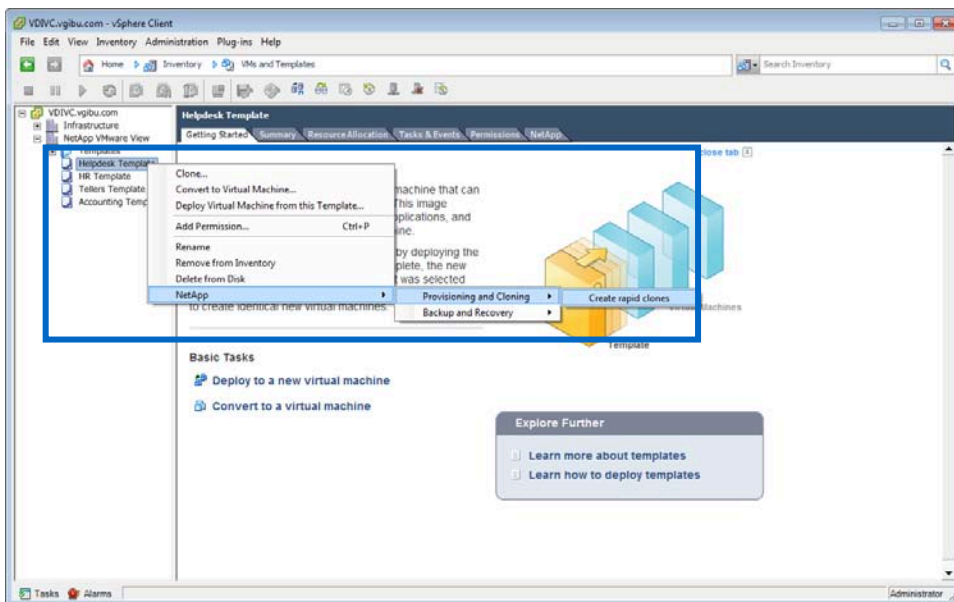 VDIVC.vgibu.com - vSphere Client
File Edit View Inventory Administration Plug-ins Help
Home Inventory VMs and Templates Search Inventory
VDIVC.vgibu.com
Infrastructure
NetApp VMware View
Templates
Helpdesk Template
HR Template
Tellers Template
Accounting Temp
Helpdesk Template
Getting Started Summary Resource Allocation Tasks & Events Permissions NetApp
close tab
Clone...
Convert to Virtual Machine...
Deploy Virtual Machine from this Template...
Add Permission... Ctrl+P
Rename
Remove from Inventory
Delete from Disk
NetApp
Provisioning and Cloning
Backup and Recovery
Create rapid clones
machine that can
This image
plications, and
ine.
by deploying the
plete, the new
t was selected
to create identical new virtual machines.
Virtual Machines
Template
Basic Tasks
Deploy to a new virtual machine
Convert to a virtual machine
Explore Further
Learn more about templates
Learn how to deploy templates
Tasks Alarms Administrator